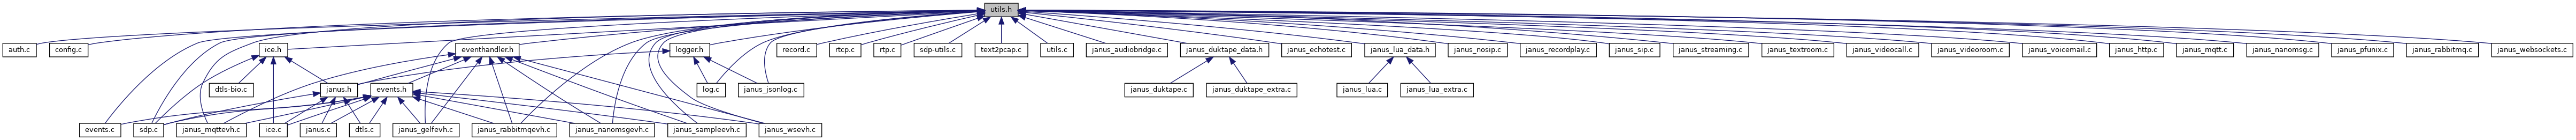 utils.h
auth.c
config.c
ice.h
eventhandler.h
logger.h
record.c
rtcp.c
rtp.c
sdp-utils.c
text2pcap.c
utils.c
janus_audiobridge.c
janus_duktape_data.h
janus_echotest.c
janus_lua_data.h
janus_nosip.c
janus_recordplay.c
janus_sip.c
janus_streaming.c
janus_textroom.c
janus_videocall.c
janus_videoroom.c
janus_voicemail.c
janus_http.c
janus_mqtt.c
janus_nanomsg.c
janus_pfunix.c
janus_rabbitmq.c
janus_websockets.c
dtls-bio.c
janus.h
events.h
log.c
janus_jsonlog.c
janus_duktape.c
janus_duktape_extra.c
janus_lua.c
janus_lua_extra.c
events.c
sdp.c
janus_mqttevh.c
ice.c
janus.c
dtls.c
janus_gelfevh.c
janus_rabbitmqevh.c
janus_nanomsgevh.c
janus_sampleevh.c
janus_wsevh.c